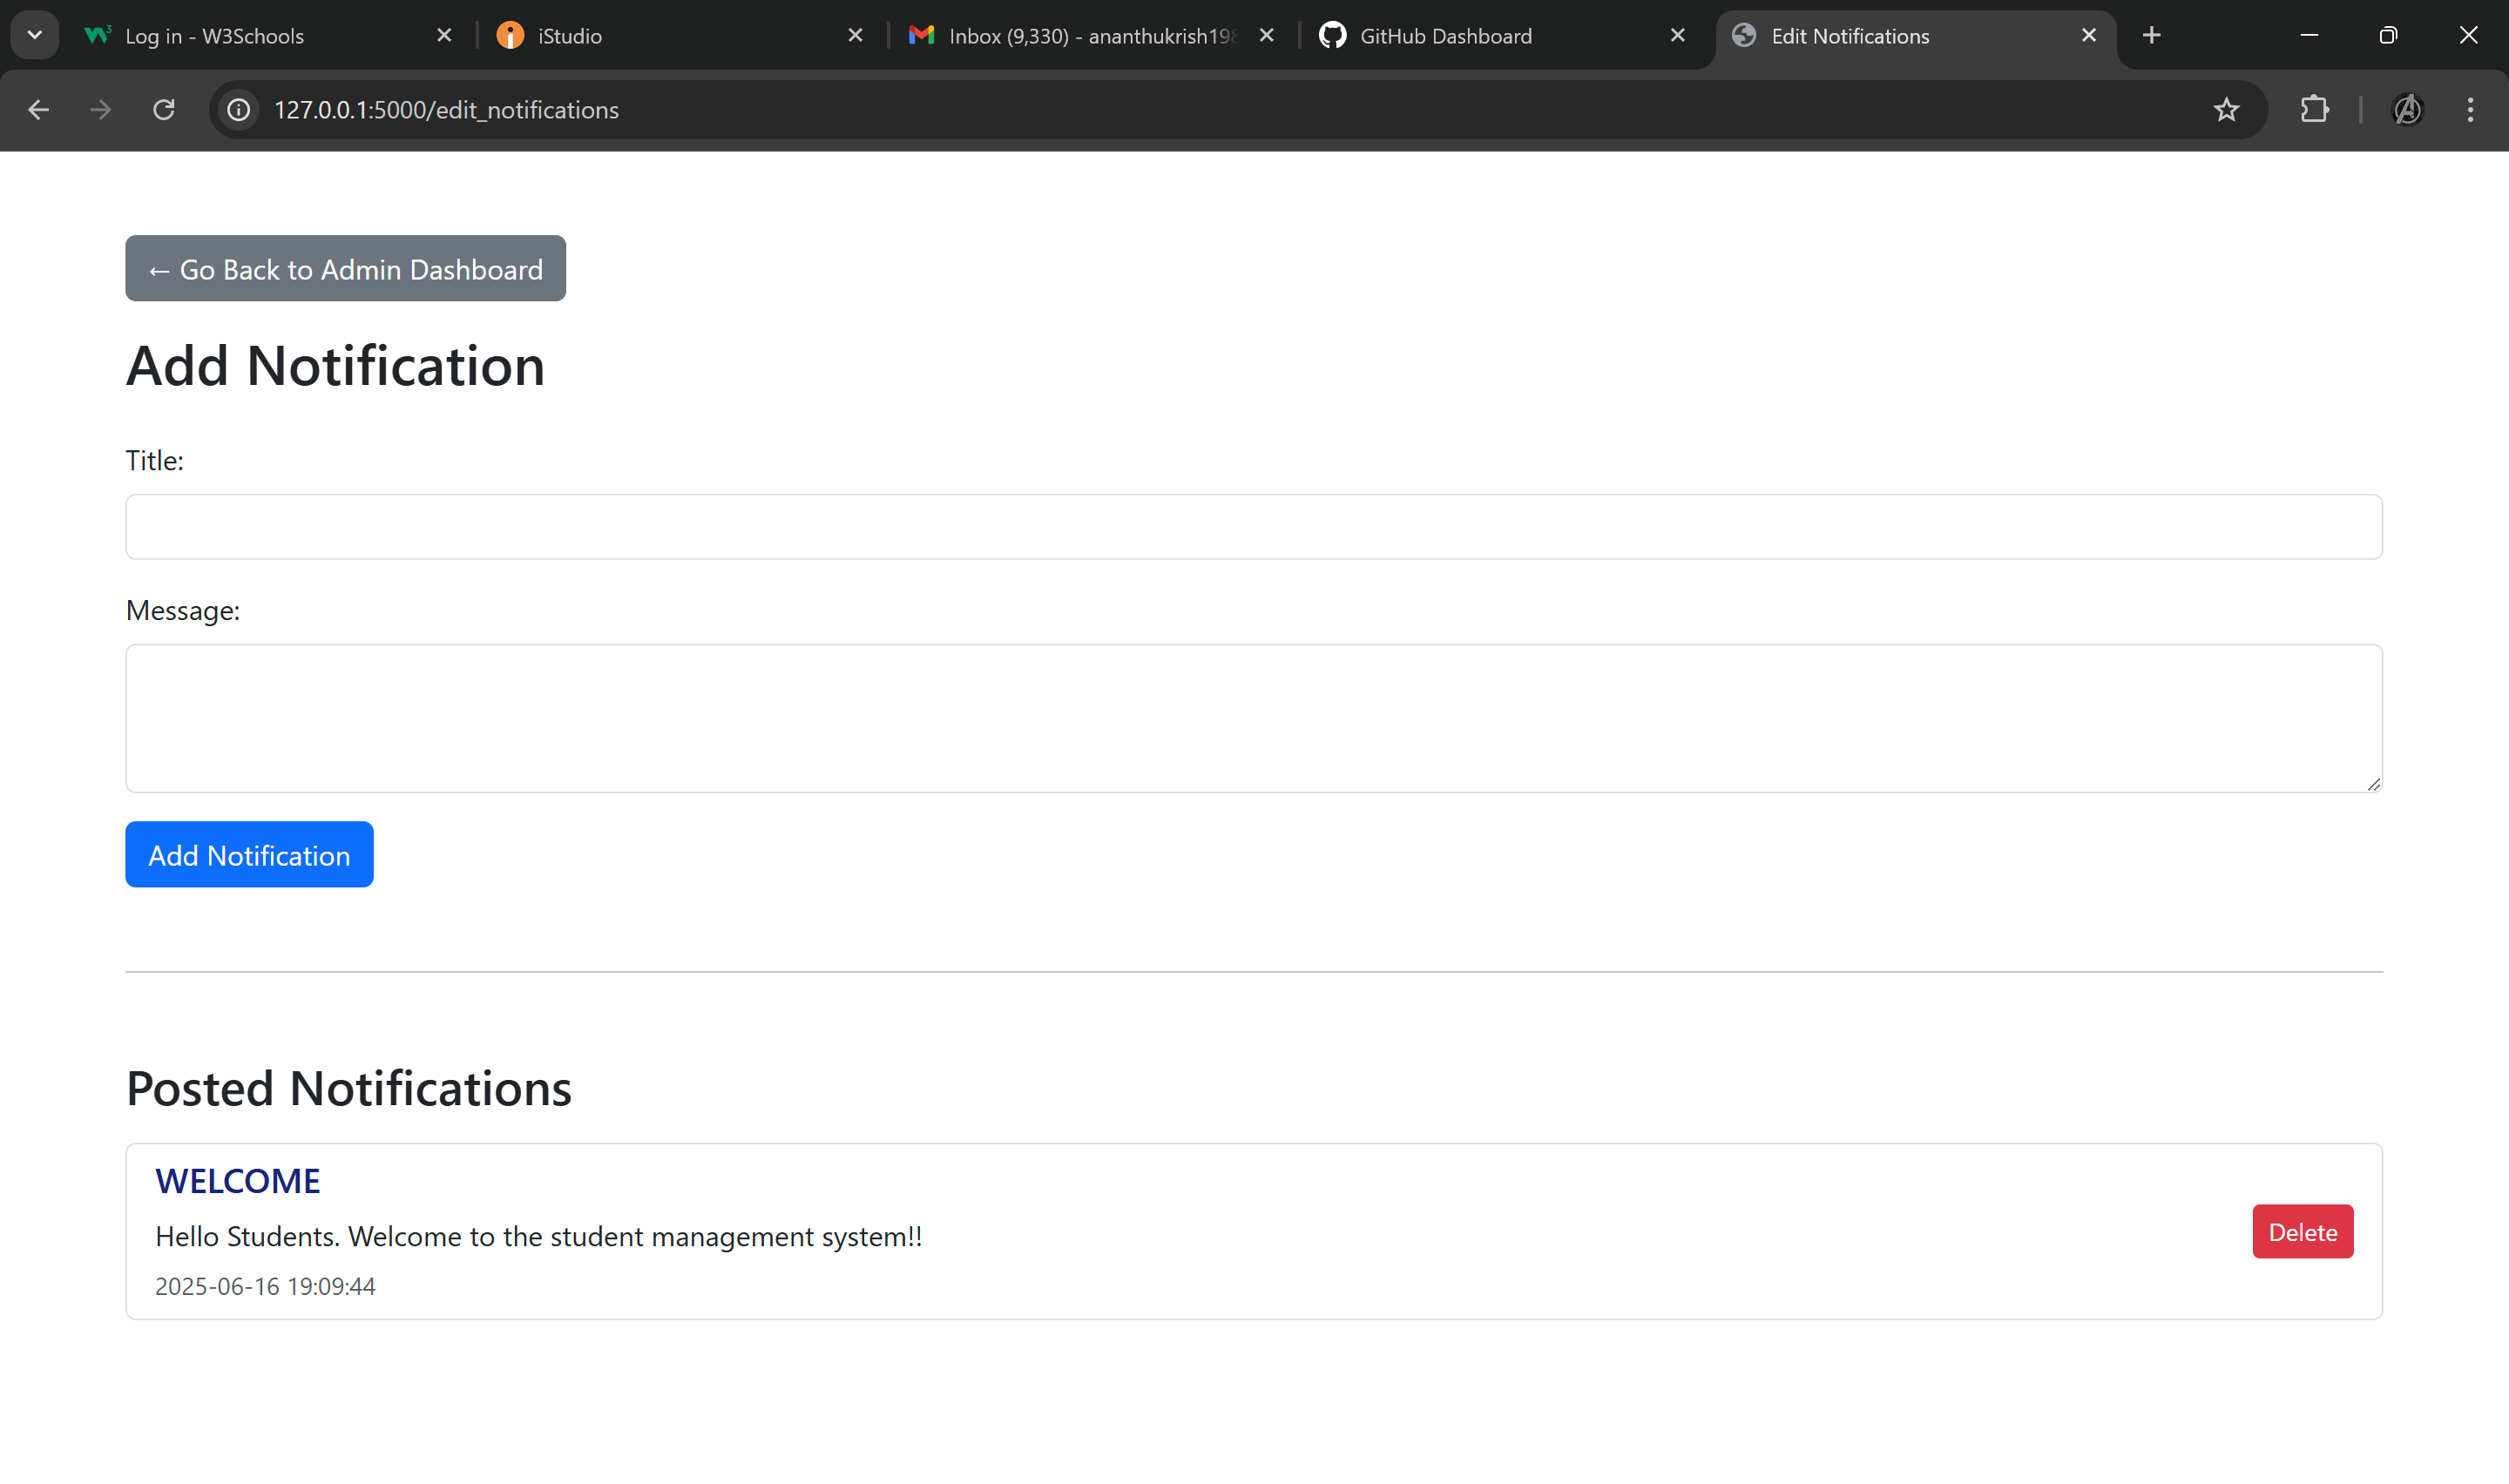 Log in - W3Schools
iStudio
Inbox (9,330) - ananthukrish198
GitHub Dashboard
Edit Notifications
127.0.0.1:5000/edit_notifications
← Go Back to Admin Dashboard
Add Notification
Title:
Message:
Add Notification
Posted Notifications
WELCOME
Hello Students. Welcome to the student management system!!
Delete
2025-06-16 19:09:44